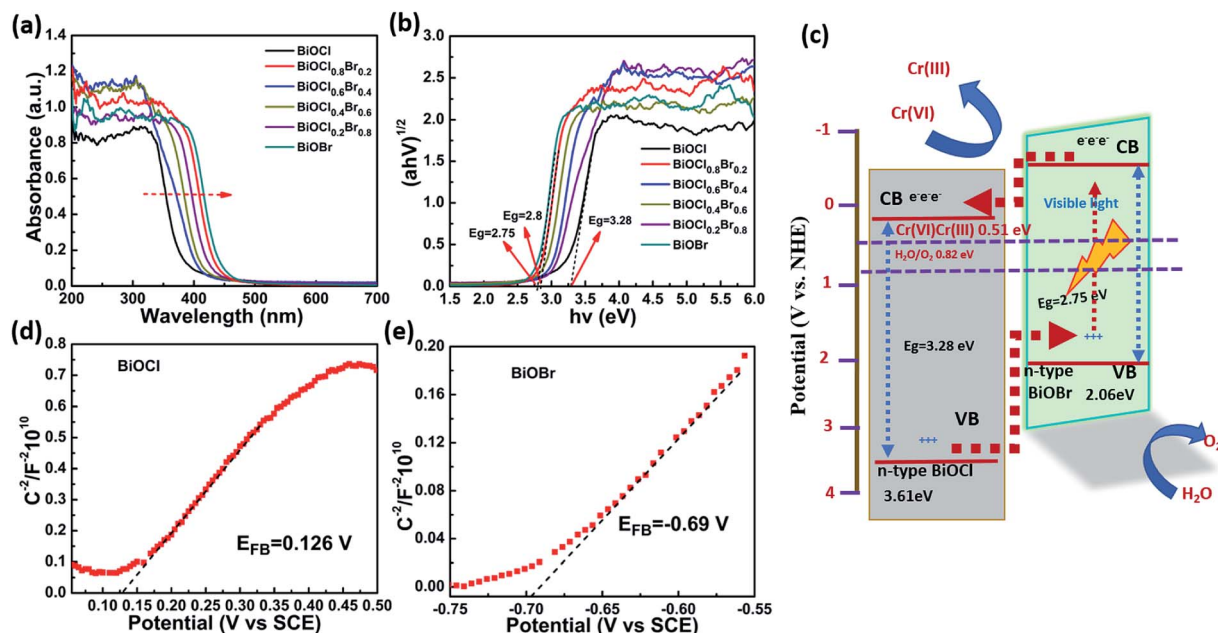 (a)
1.4
1.2
1.0
0.8
0.6
0.4
0.2
0.0
Absorbance (a.u.)
BiOCl
BiOCl0.8Br0.2
BiOCl0.6Br0.4
BiOCl0.4Br0.6
BiOCl0.2Br0.8
BiOBr
200 300 400 500 600 700
Wavelength (nm)
(b)
3.0
2.5
2.0
1.5
1.0
0.5
0.0
(ahV)1/2
BiOCl
BiOCl0.8Br0.2
BiOCl0.6Br0.4
BiOCl0.4Br0.6
BiOCl0.2Br0.8
BiOBr
Eg=2.8
Eg=2.75
Eg=3.28
1.5 2.0 2.5 3.0 3.5 4.0 4.5 5.0 5.5 6.0
hν (eV)
(c)
Cr(III)
Cr(VI)
Potential (V vs. NHE)
-1
0
1
2
3
4
CB e-e-e-
Cr(VI)Cr(III) 0.51 eV
H2O/O2 0.82 eV
Eg=3.28 eV
VB
+++
n-type BiOCl
3.61eV
e-e-e-
CB
Visible light
Eg=2.75 eV
+++
n-type
BiOBr
VB
2.06eV
O2
H2O
(d)
BiOCl
0.8
0.7
0.6
0.5
0.4
0.3
0.2
0.1
0.0
C-2/F-2 10 10
EFB=0.126 V
0.10 0.15 0.20 0.25 0.30 0.35 0.40 0.45 0.50
Potential (V vs SCE)
(e)
BiOBr
0.20
0.16
0.12
0.08
0.04
0.00
C-2/F-2 10 10
EFB=-0.69 V
-0.75 -0.70 -0.65 -0.60 -0.55
Potential (V vs SCE)